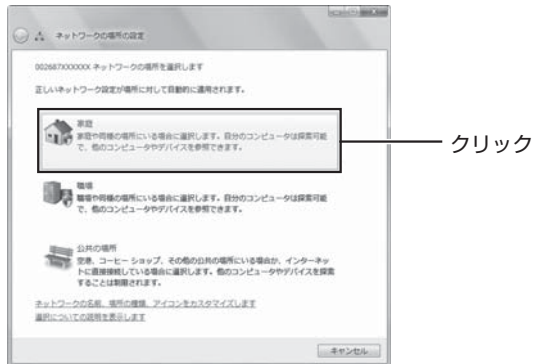 ネットワークの場所の設定
002687XXXXXX ネットワークの場所を選択します
正しいネットワーク設定が場所に対して自動的に適用されます。
家庭
家庭や同様の場所にいる場合に選択します。自分のコンピュータは探索可能
で、他のコンピュータやデバイスを参照できます。
クリック
職場
職場や同様の場所にいる場合に選択します。自分のコンピュータは探索可能
で、他のコンピュータやデバイスを参照できます。
公共の場所
空港、コーヒー ショップ、その他の公共の場所にいる場合か、インターネッ
トに直接接続している場合に選択します。他のコンピュータやデバイスを探索
することは制限されます。
ネットワークの名前、場所の種類、アイコンをカスタマイズします
選択についての説明を表示します
キャンセル